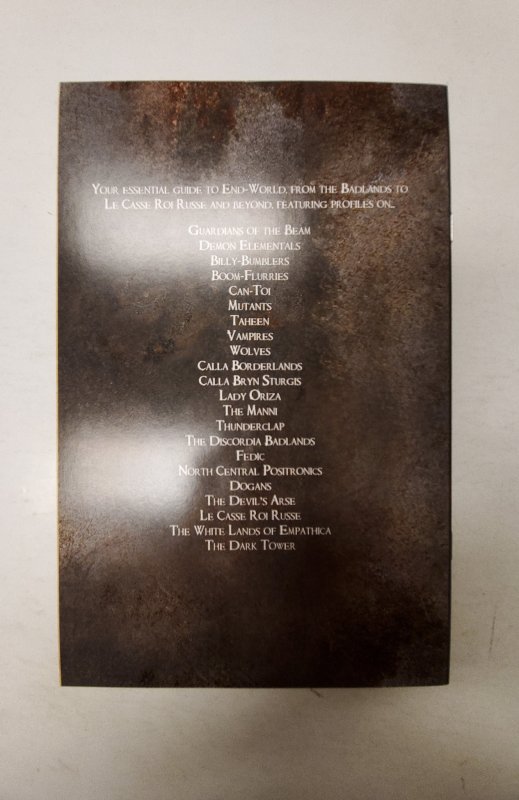 Your essential guide to End-World, from the Badlands to
Le Casse Roi Russe and beyond, featuring profiles on...
Guardians of the Beam
Demon Elementals
Billy-Bumblers
Boom-Flurries
Can-Toi
Mutants
Taheen
Vampires
Wolves
Calla Borderlands
Calla Bryn Sturgis
Lady Oriza
The Manni
Thunderclap
The Discordia Badlands
Fedic
North Central Positronics
Dogans
The Devil's Arse
Le Casse Roi Russe
The White Lands of Empathica
The Dark Tower